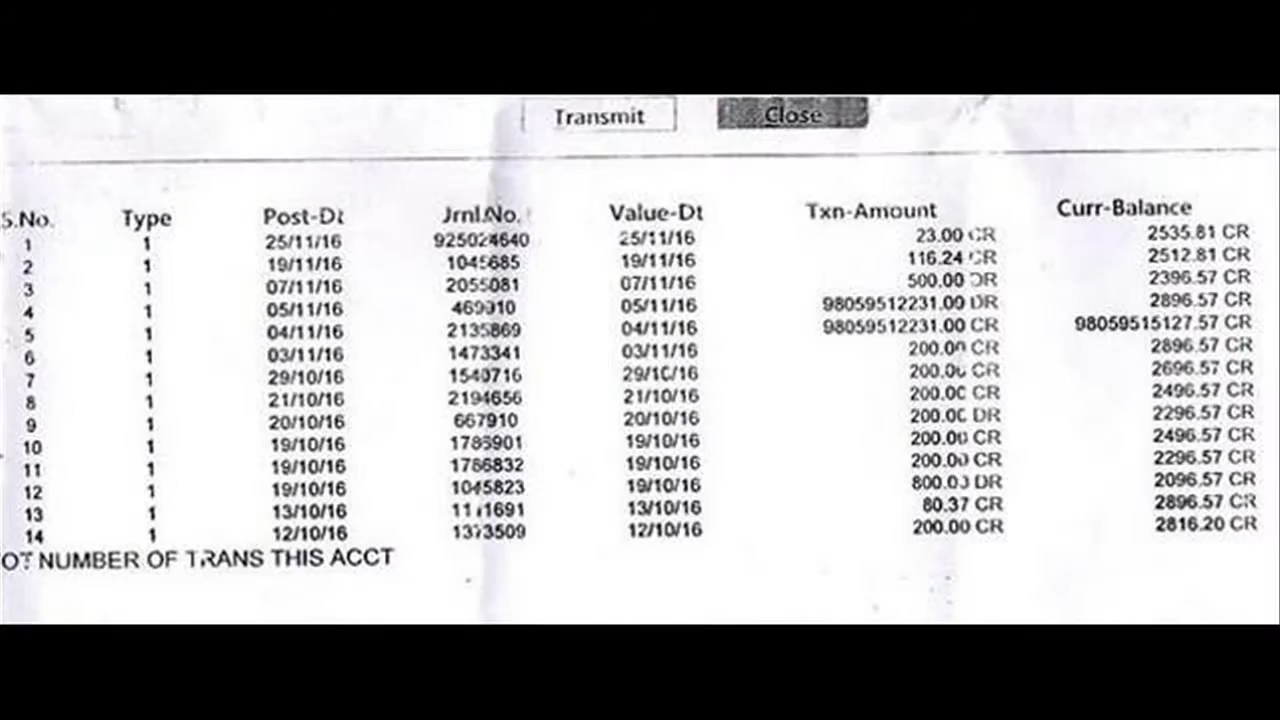 Transmit Close
S.No. Type Post-Dt Jrnl.No. Value-Dt Txn-Amount Curr-Balance
1 1 25/11/16 925024640 25/11/16 23.00 CR 2535.81 CR
2 1 19/11/16 1045685 19/11/16 116.24 CR 2512.81 CR
3 1 07/11/16 2055081 07/11/16 500.00 DR 2396.57 CR
4 1 05/11/16 05/11/16 98059512231.00 DR 2896.57 CR
5 1 04/11/16 2135869 04/11/16 98059512231.00 CR 98059515127.57 CR
6 1 03/11/16 1473341 03/11/16 200.00 CR 2896.57 CR
7 1 29/10/16 1540716 29/10/16 200.00 CR 2696.57 CR
8 1 21/10/16 2194656 21/10/16 200.00 CR 2496.57 CR
9 1 20/10/16 667910 20/10/16 200.00 DR 2296.57 CR
10 1 19/10/16 1786901 19/10/16 200.00 CR 2496.57 CR
11 1 19/10/16 1786832 19/10/16 200.00 CR 2296.57 CR
12 1 19/10/16 1045823 19/10/16 800.00 DR 2096.57 CR
13 1 13/10/16 13/10/16 80.37 CR 2896.57 CR
14 1 12/10/16 1373509 12/10/16 200.00 CR 2816.20 CR
OT NUMBER OF TRANS THIS ACCT